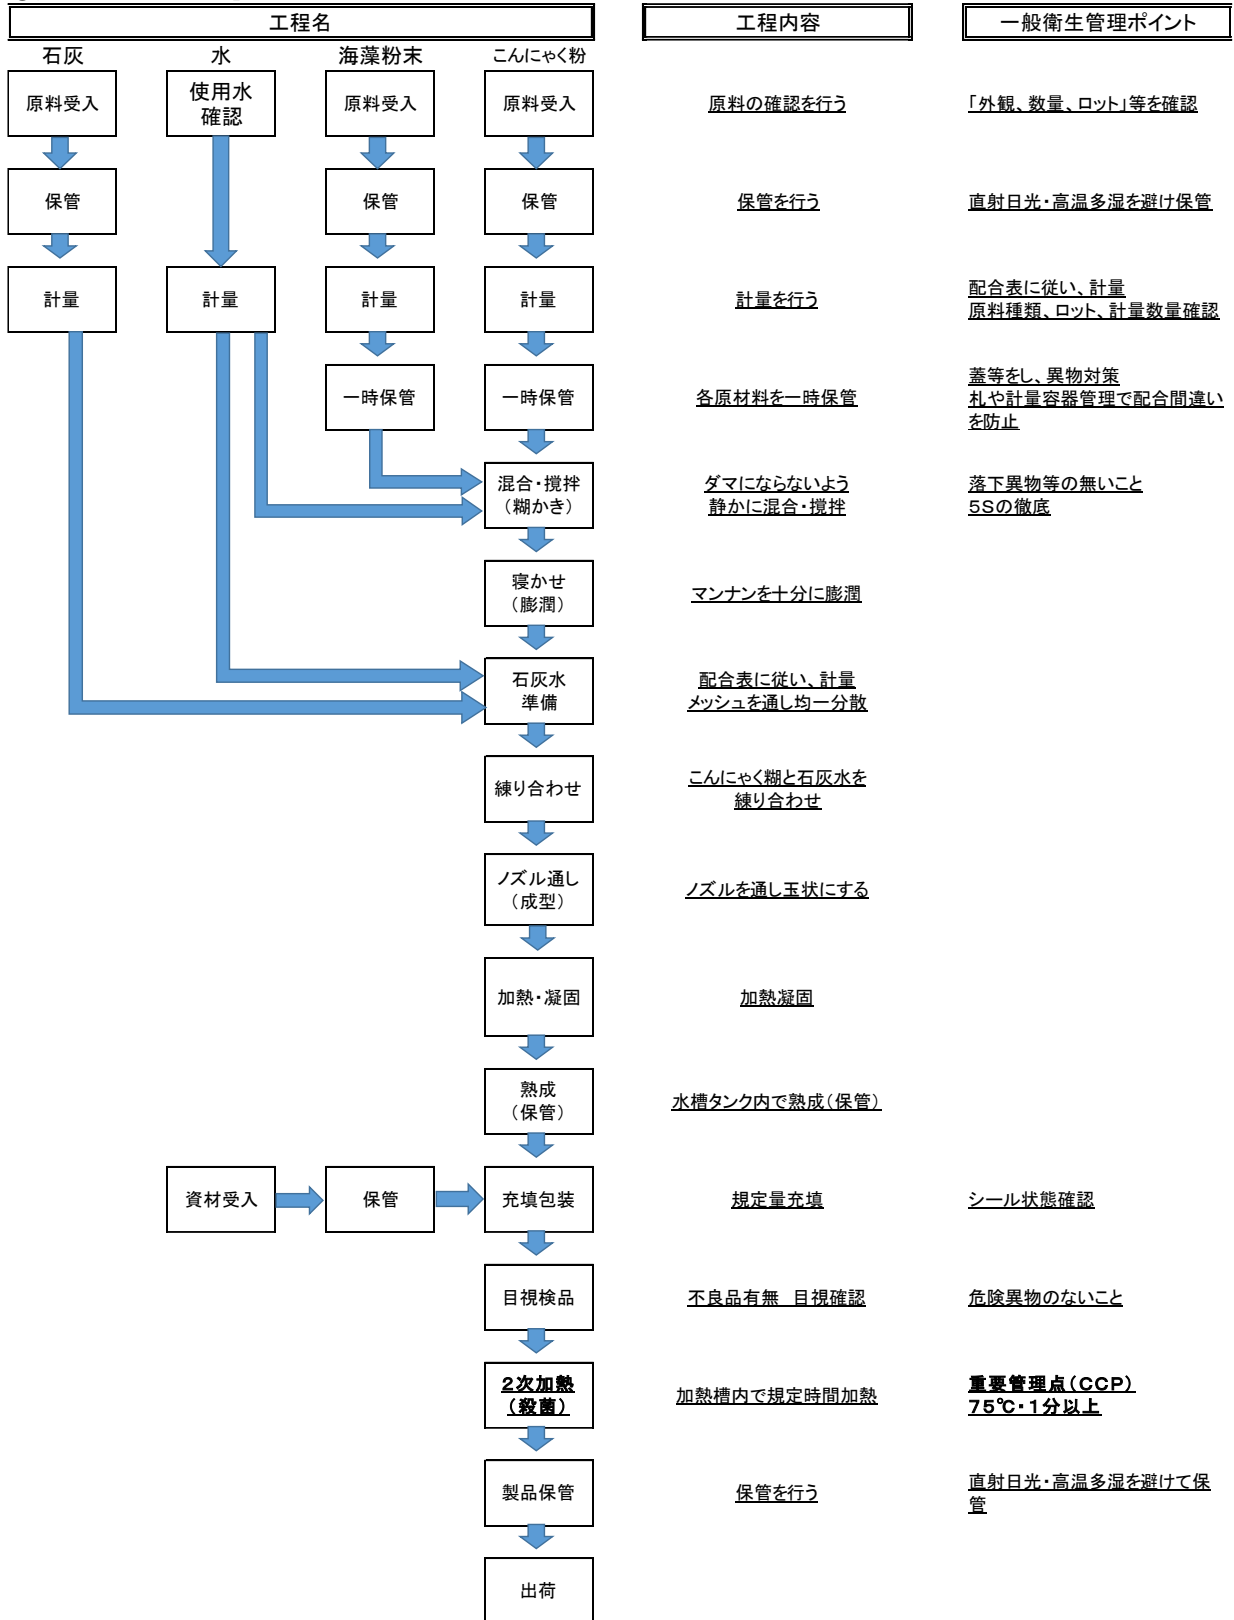 工程名
工程内容
一般衛生管理ポイント
石灰
水
海藻粉末
こんにゃく粉
原料受入
使用水
確認
原料受入
原料受入
原料の確認を行う
「外観、数量、ロット」等を確認
保管
保管
保管
保管を行う
直射日光・高温多湿を避け保管
計量
計量
計量
計量
計量を行う
配合表に従い、計量
原料種類、ロット、計量数量確認
一時保管
一時保管
各原材料を一時保管
蓋等をし、異物対策
札や計量容器管理で配合間違い
を防止
混合・撹拌
（糊かき）
ダマにならないよう
静かに混合・撹拌
落下異物等の無いこと
5Sの徹底
寝かせ
（膨潤）
マンナンを十分に膨潤
石灰水
準備
配合表に従い、計量
メッシュを通し均一分散
練り合わせ
こんにゃく糊と石灰水を
練り合わせ
ノズル通し
（成型）
ノズルを通し玉状にする
加熱・凝固
加熱凝固
熟成
（保管）
水槽タンク内で熟成（保管）
資材受入
保管
充填包装
規定量充填
シール状態確認
目視検品
不良品有無　目視確認
危険異物のないこと
２次加熱
（殺菌）
加熱槽内で規定時間加熱
重要管理点（CCP）
７５℃・１分以上
製品保管
保管を行う
直射日光・高温多湿を避けて保
管
出荷